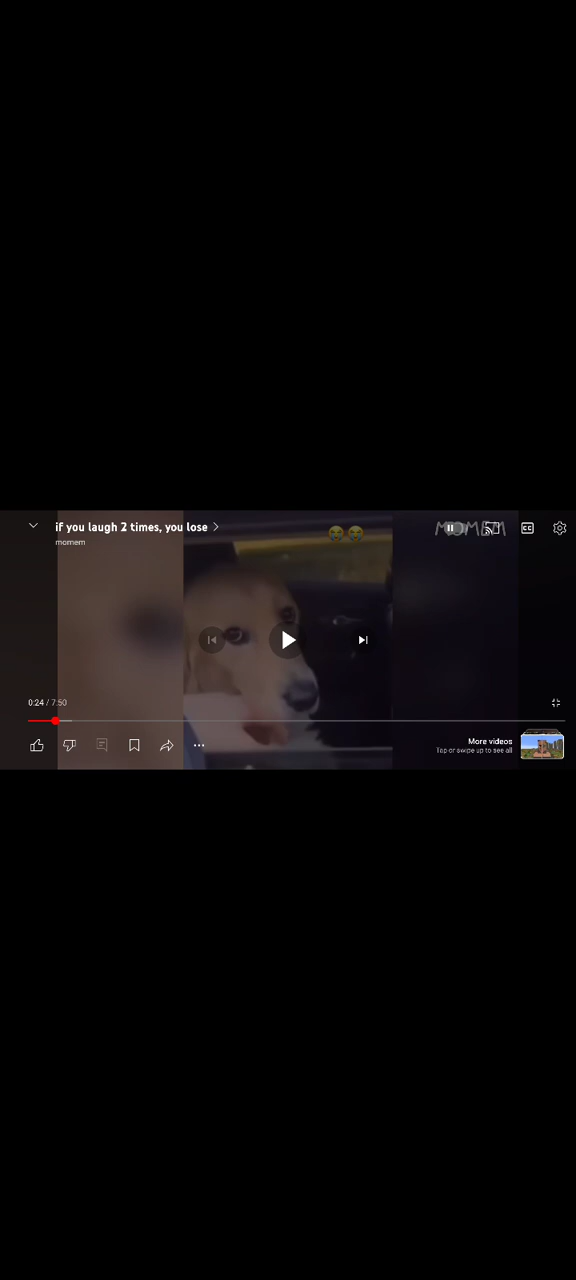 if you laugh 2 times, you lose
momem
MOMEM
CC
0:24 / 7:50
More videos
Tap or swipe up to see all